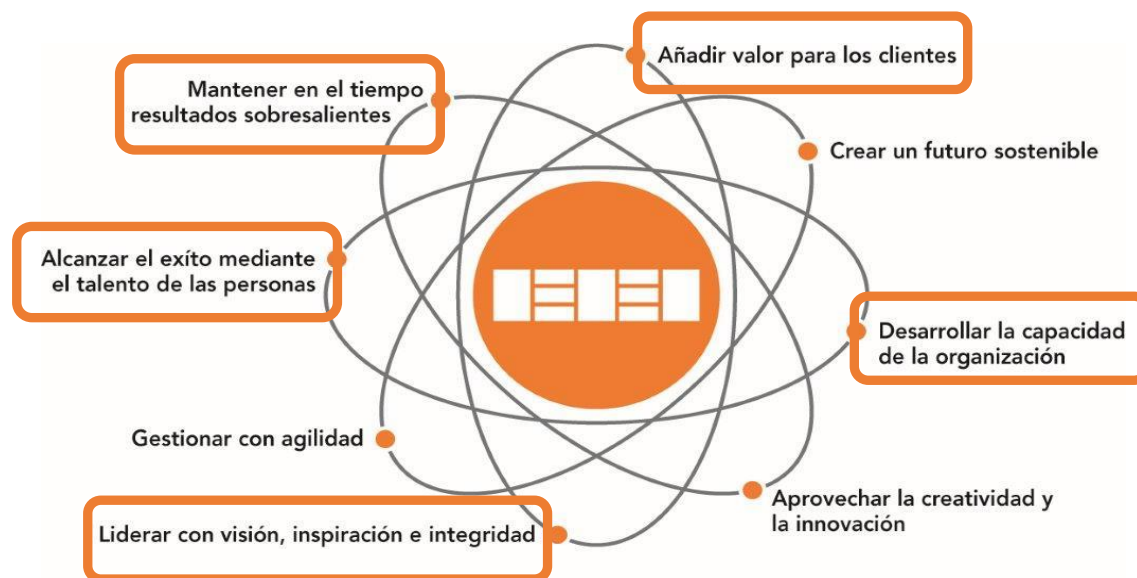 Añadir valor para los clientes
Mantener en el tiempo
resultados sobresalientes
Crear un futuro sostenible
Alcanzar el exíto mediante
el talento de las personas
Desarrollar la capacidad
de la organización
Gestionar con agilidad
Aprovechar la creatividad y
la innovación
Liderar con visión, inspiración e integridad